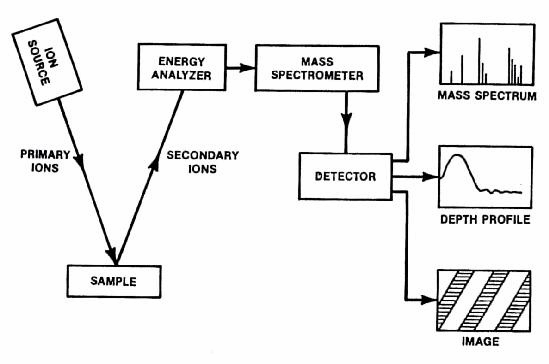 ION
SOURCE
PRIMARY
IONS
SAMPLE
SECONDARY
IONS
ENERGY
ANALYZER
MASS
SPECTROMETER
DETECTOR
MASS SPECTRUM
DEPTH PROFILE
IMAGE